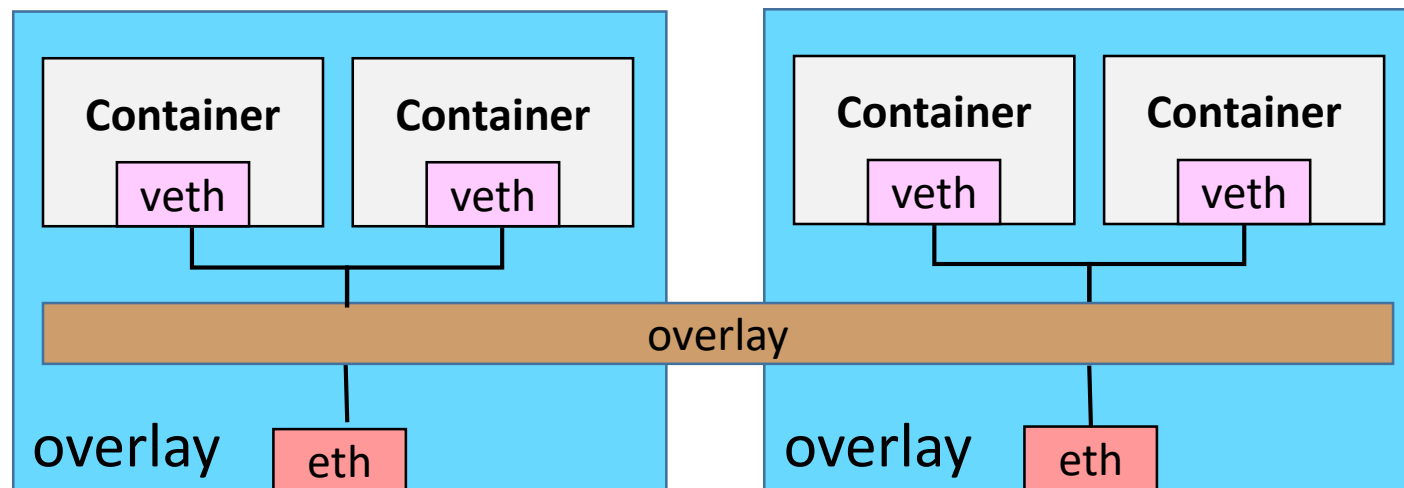 Container
Container
veth
veth
Container
Container
veth
veth
overlay
overlay
eth
overlay
eth